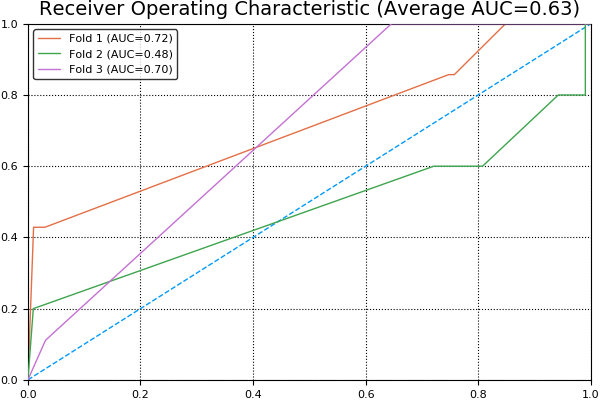 Receiver Operating Characteristic (Average AUC=0.63)
1.0
Fold 1 (AUC=0.72)
Fold 2 (AUC=0.48)
Fold 3 (AUC=0.70)
0.8
0.6
0.4
0.2
0.0
0.0 0.2 0.4 0.6 0.8 1.0